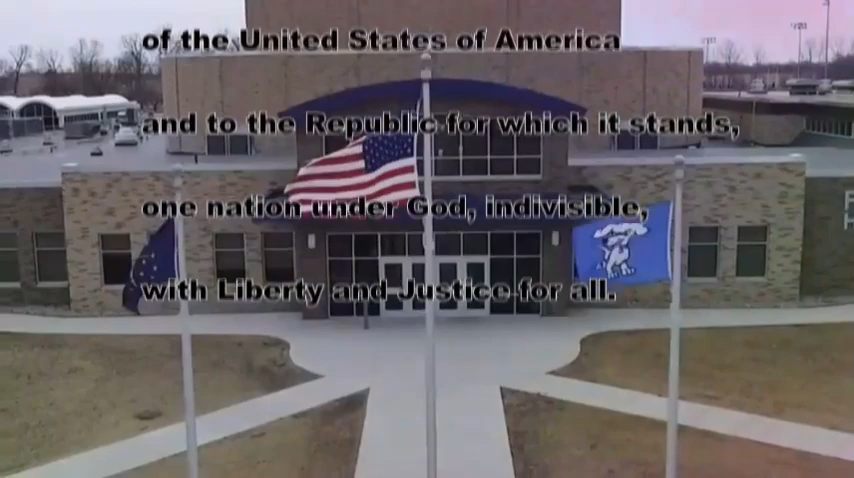 of the United States of America
and to the Republic for which it stands,
one nation under God, indivisible,
with Liberty and Justice for all.